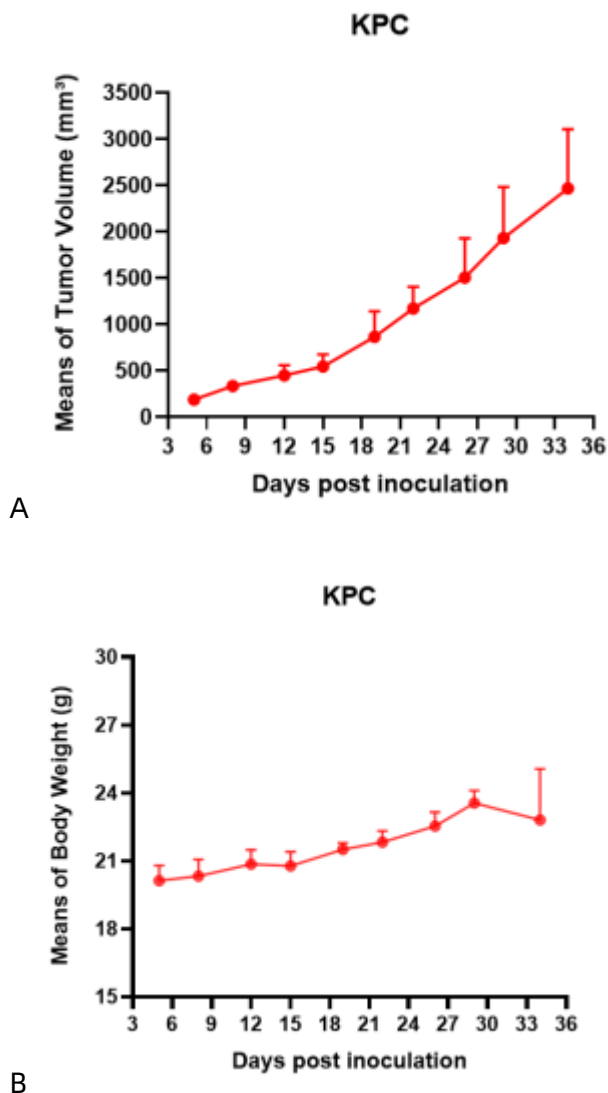 KPC
Means of Tumor Volume (mm³)
3500
3000
2500
2000
1500
1000
500
0
3 6 9 12 15 18 21 24 27 30 33 36
Days post inoculation
A
KPC
Means of Body Weight (g)
30
27
24
21
18
15
3 6 9 12 15 18 21 24 27 30 33 36
Days post inoculation
B